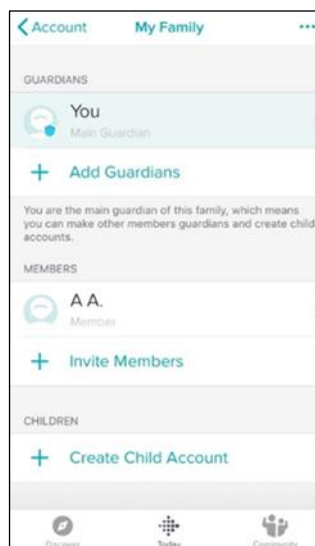 Account My Family
GUARDIANS
You
Main Guardian
+ Add Guardians
You are the main guardian of this family, which means
you can make other members guardians and create child
accounts.
MEMBERS
A A.
Member
+ Invite Members
CHILDREN
+ Create Child Account
Discover Today Community